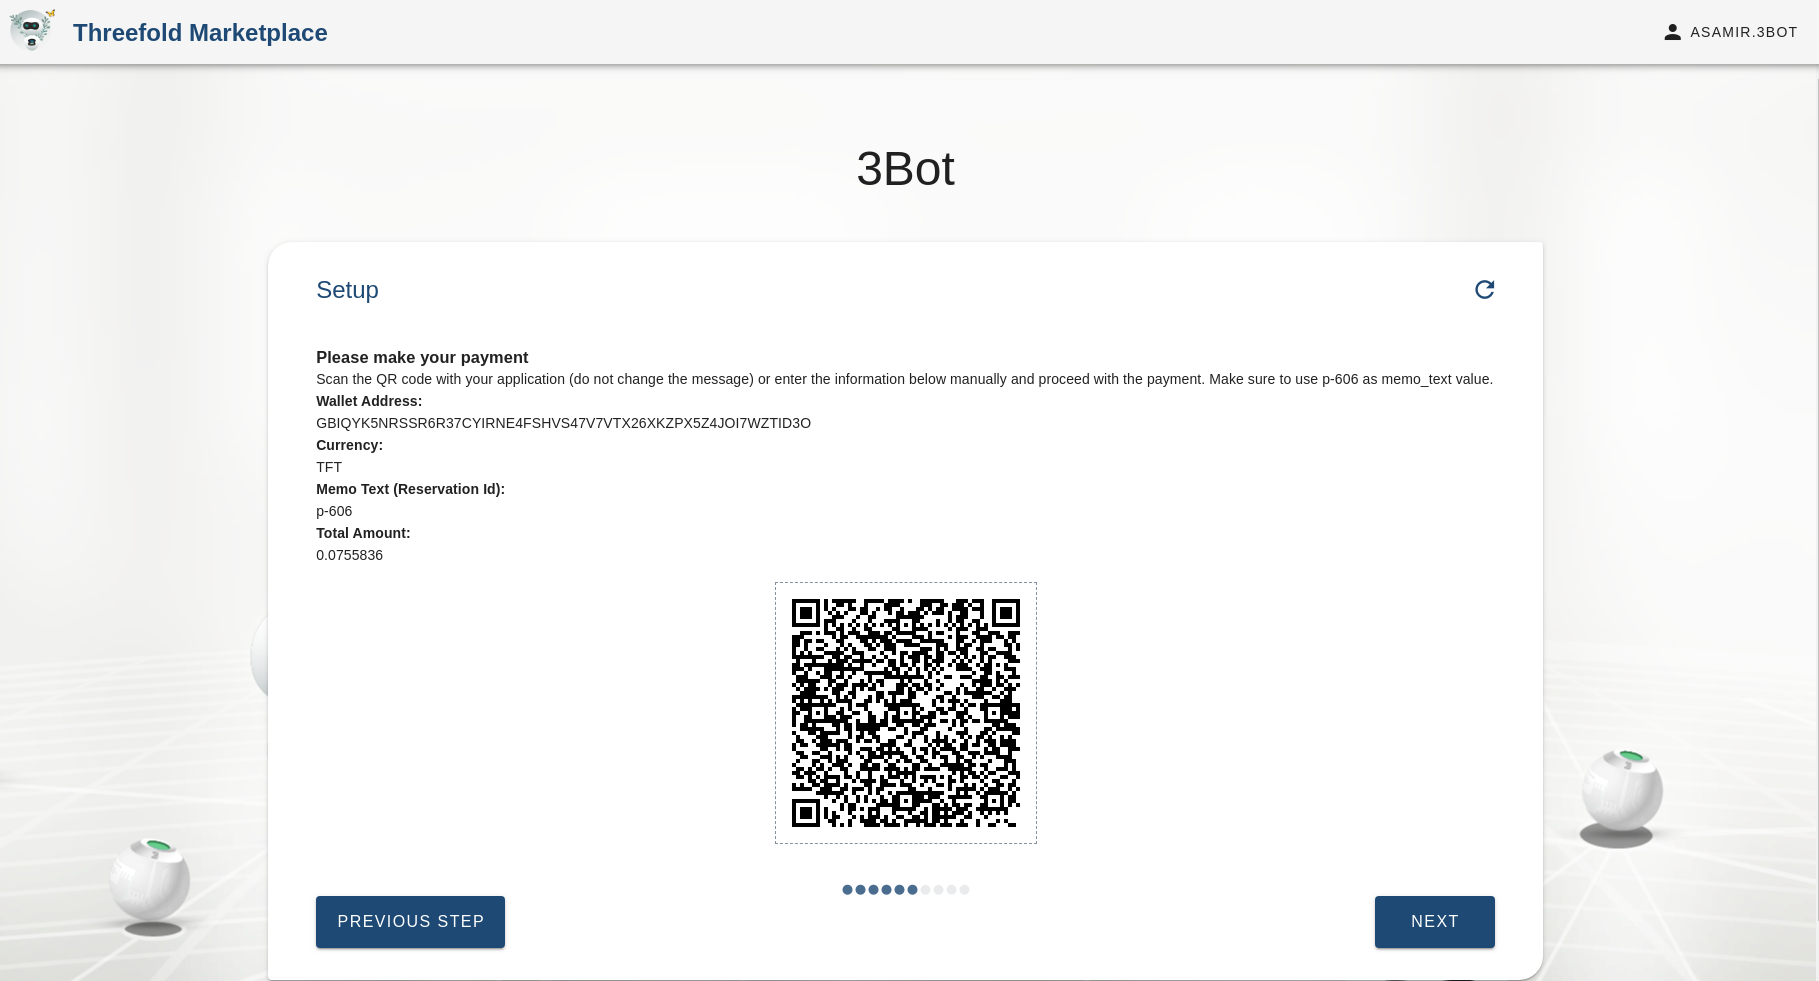 Threefold Marketplace
ASAMIR.3BOT
3Bot
Setup
Please make your payment
Scan the QR code with your application (do not change the message) or enter the information below manually and proceed with the payment. Make sure to use p-606 as memo_text value.
Wallet Address:
GBIQYK5NRSSR6R37CYIRNE4FSHVS47V7VTX26XKZPX5Z4JOI7WZTID3O
Currency:
TFT
Memo Text (Reservation Id):
p-606
Total Amount:
0.0755836
PREVIOUS STEP
NEXT